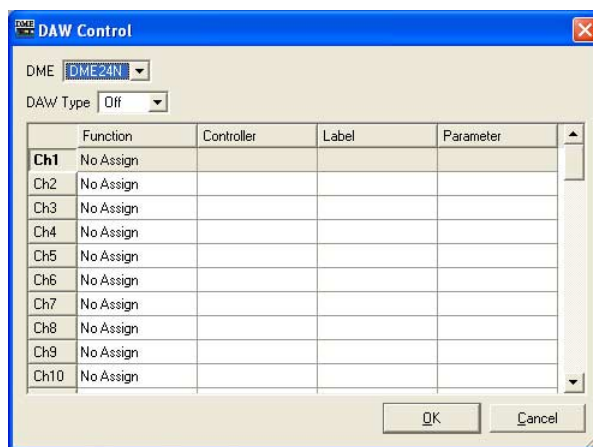 DME DAW Control
DME DME24N
DAW Type Off
Function Controller Label Parameter
Ch1 No Assign
Ch2 No Assign
Ch3 No Assign
Ch4 No Assign
Ch5 No Assign
Ch6 No Assign
Ch7 No Assign
Ch8 No Assign
Ch9 No Assign
Ch10 No Assign
OK Cancel